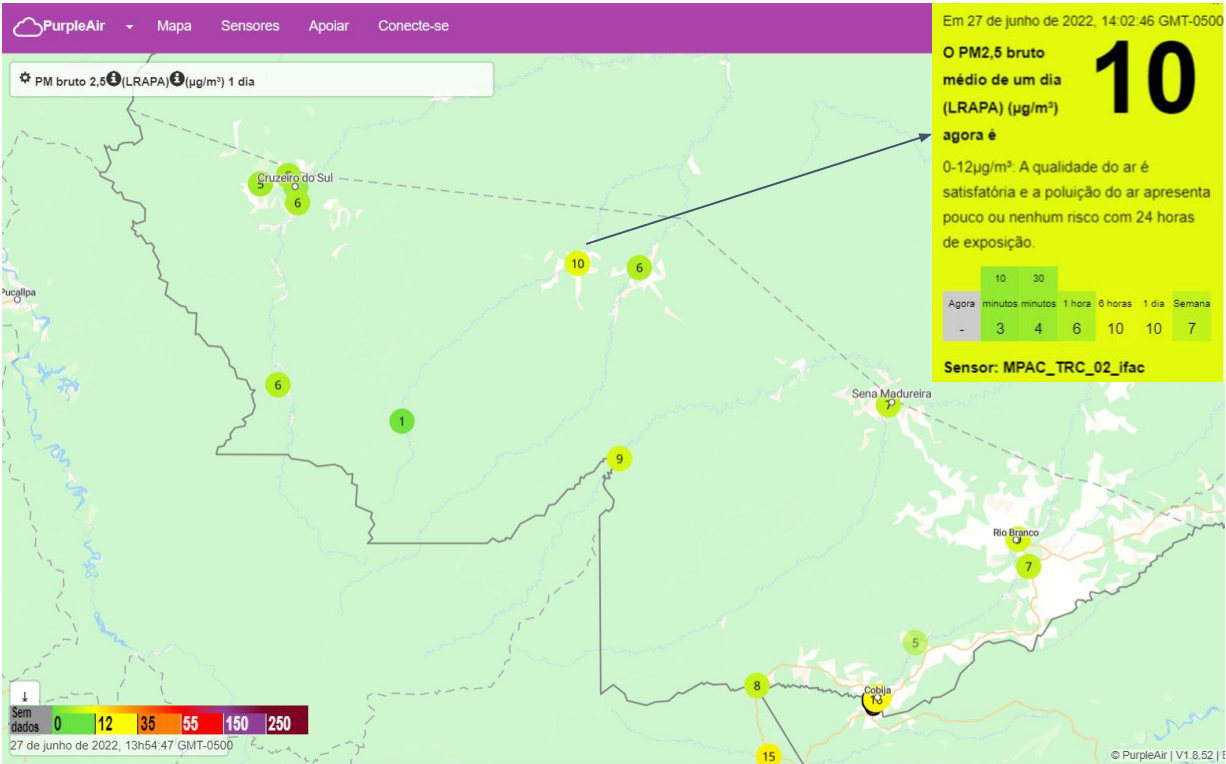 PurpleAir
Mapa
Sensores
Apoiar
Conecte-se
PM bruto 2,5 (LRAPA) (µg/m³) 1 dia
Em 27 de junho de 2022, 14:02:46 GMT-0500
O PM2,5 bruto
médio de um dia
(LRAPA) (µg/m³)
agora é
10
0-12µg/m³: A qualidade do ar é
satisfatória e a poluição do ar apresenta
pouco ou nenhum risco com 24 horas
de exposição.
10 30
Agora minutos minutos 1 hora 6 horas 1 dia Semana
- 3 4 6 10 10 7
Sensor: MPAC_TRC_02_ifac
Cruzeiro do Sul
5
6
10
6
Pucallpa
6
1
Sena Madureira
7
9
Rio Branco
7
5
8
Cobija
15
Sem
dados 0 12 35 55 150 250
27 de junho de 2022, 13h54:47 GMT-0500
© PurpleAir | V1.8.52 |